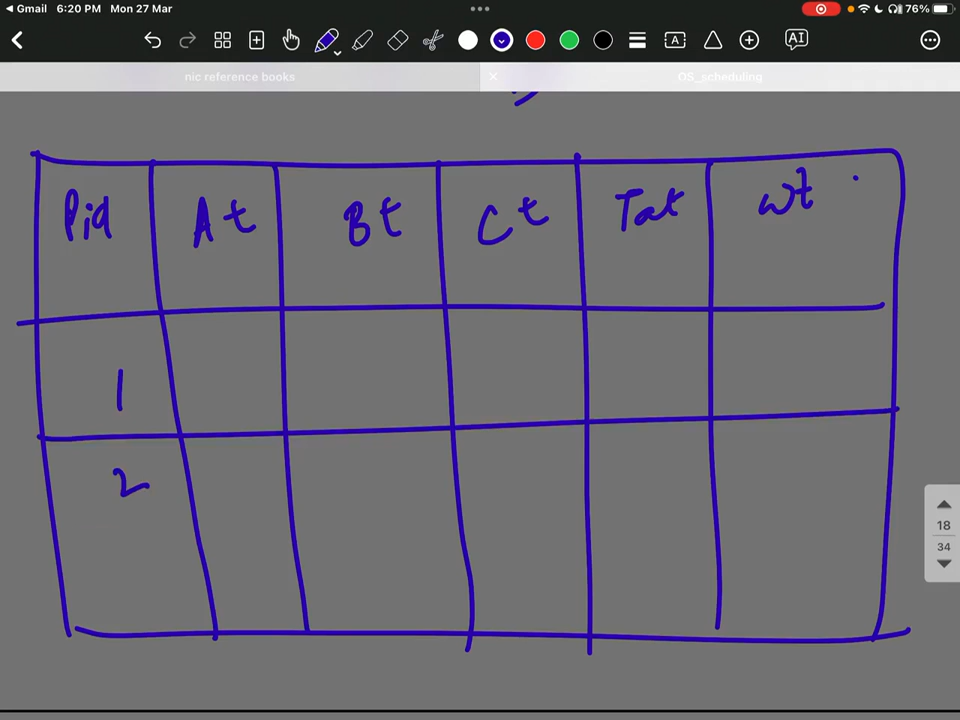 Gmail 6:20 PM Mon 27 Mar 76%
A AI
nic reference books OS_scheduling
18
34
Pid At Bt Ct Tat wt
1
2